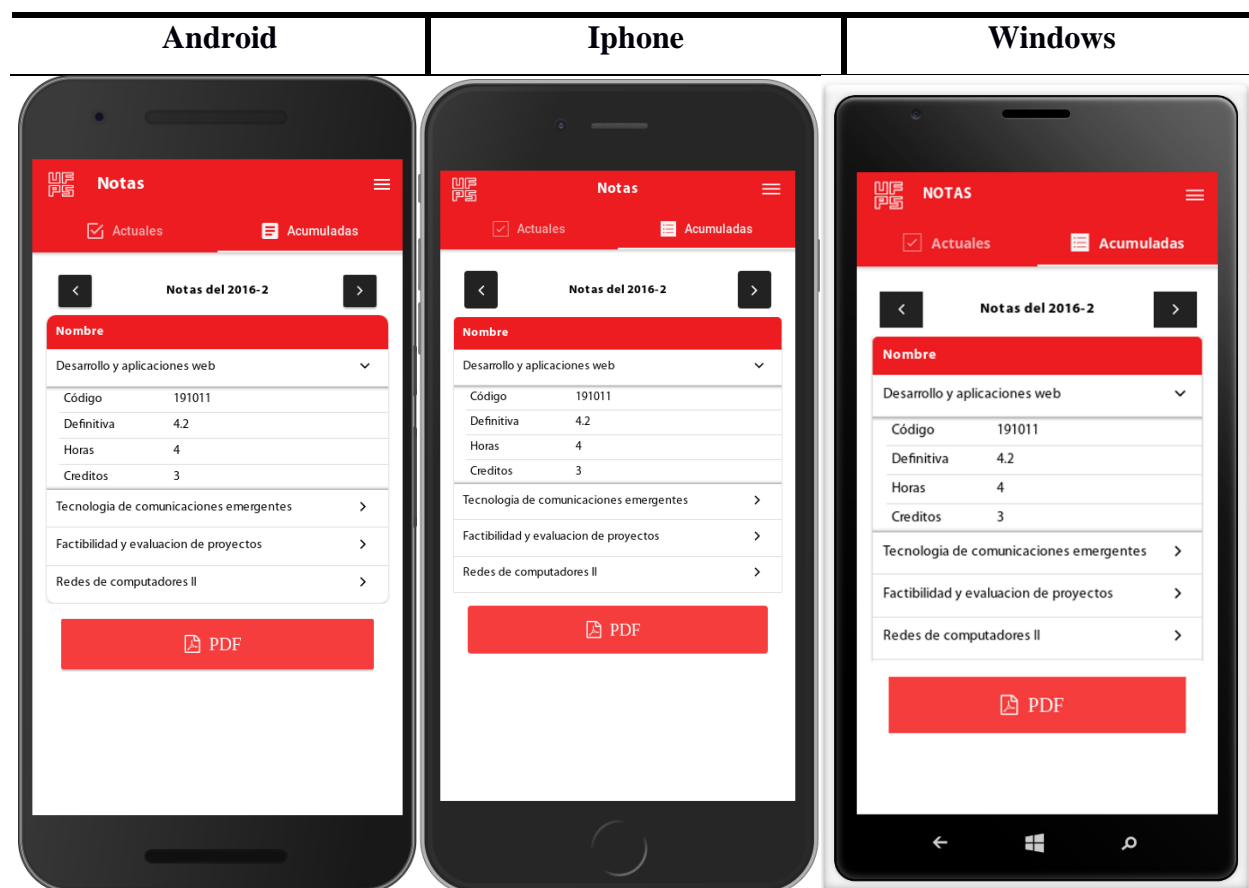 Android Iphone Windows
UF
PS
Notas
Actuales Acumuladas
Notas del 2016-2
Nombre
Desarrollo y aplicaciones web
Código 191011
Definitiva 4.2
Horas 4
Creditos 3
Tecnologia de comunicaciones emergentes
Factibilidad y evaluacion de proyectos
Redes de computadores II
PDF
UF
PS
Notas
Actuales Acumuladas
Notas del 2016-2
Nombre
Desarrollo y aplicaciones web
Código 191011
Definitiva 4.2
Horas 4
Creditos 3
Tecnologia de comunicaciones emergentes
Factibilidad y evaluacion de proyectos
Redes de computadores II
PDF
UF
PS
NOTAS
Actuales Acumuladas
Notas del 2016-2
Nombre
Desarrollo y aplicaciones web
Código 191011
Definitiva 4.2
Horas 4
Creditos 3
Tecnologia de comunicaciones emergentes
Factibilidad y evaluacion de proyectos
Redes de computadores II
PDF